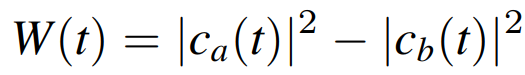 W(t) = |c_a(t)|² − |c_b(t)|²